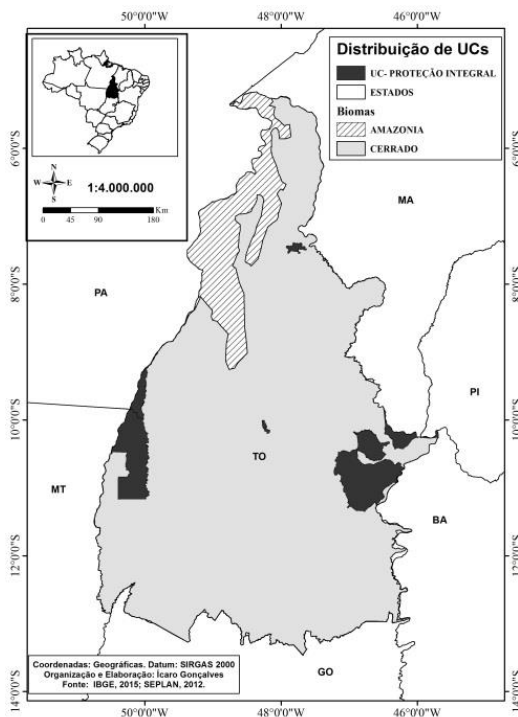 50°0'0"W
48°0'0"W
46°0'0"W
Distribuição de UCs
UC- PROTEÇÃO INTEGRAL
ESTADOS
Biomas
AMAZONIA
CERRADO
N
W
E
S
1:4.000.000
Km
0
45
90
180
6°0'0"S
8°0'0"S
10°0'0"S
12°0'0"S
14°0'0"S
MA
PA
PI
TO
MT
BA
GO
Coordenadas: Geográficas. Datum: SIRGAS 2000
Organização e Elaboração: Ícaro Gonçalves
Fonte: IBGE, 2015; SEPLAN, 2012.
50°0'0"W
48°0'0"W
46°0'0"W